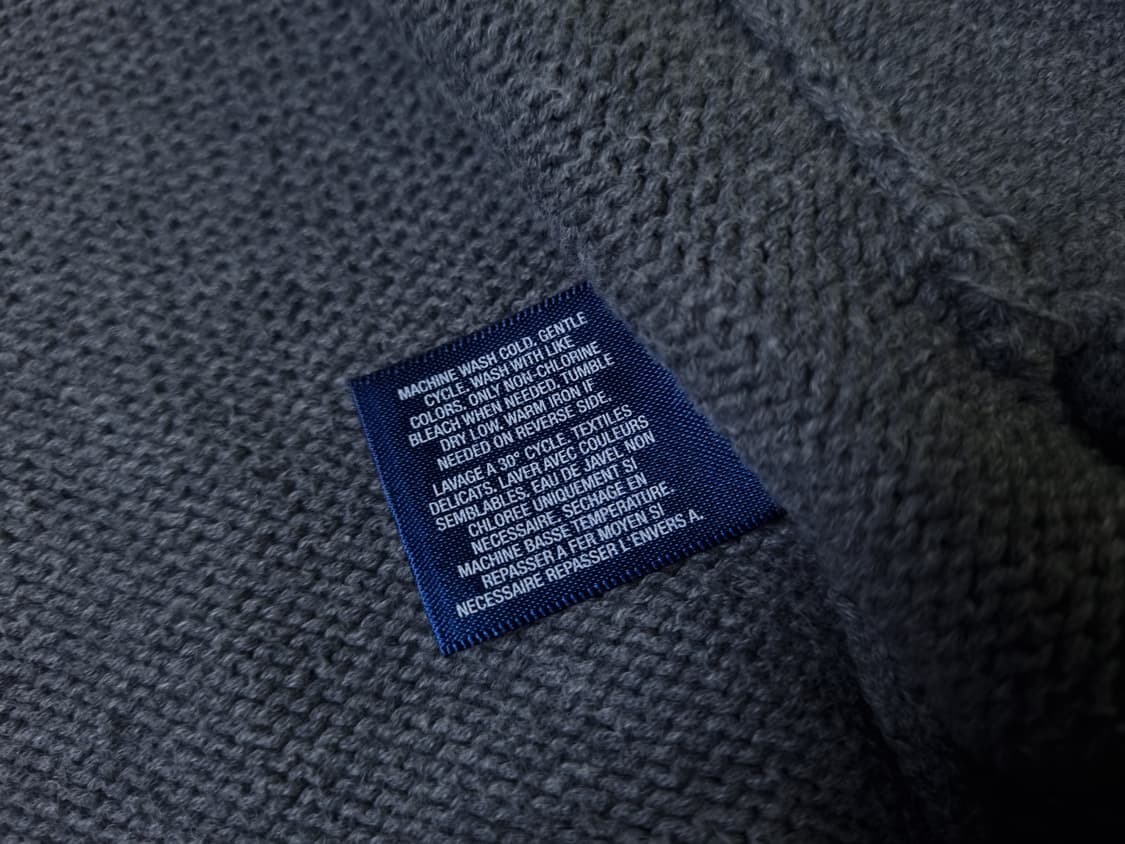 MACHINE WASH COLD, GENTLE
CYCLE. WASH WITH LIKE
COLORS. ONLY NON-CHLORINE
BLEACH WHEN NEEDED. TUMBLE
DRY LOW. WARM IRON IF
NEEDED ON REVERSE SIDE.
LAVAGE A 30° CYCLE. TEXTILES
DELICATS, LAVER AVEC COULEURS
SEMBLABLES. EAU DE JAVEL NON
CHLOREE UNIQUEMENT SI
NECESSAIRE. SECHAGE EN
MACHINE BASSE TEMPERATURE.
REPASSER A FER MOYEN SI
NECESSAIRE REPASSER L'ENVERS A.